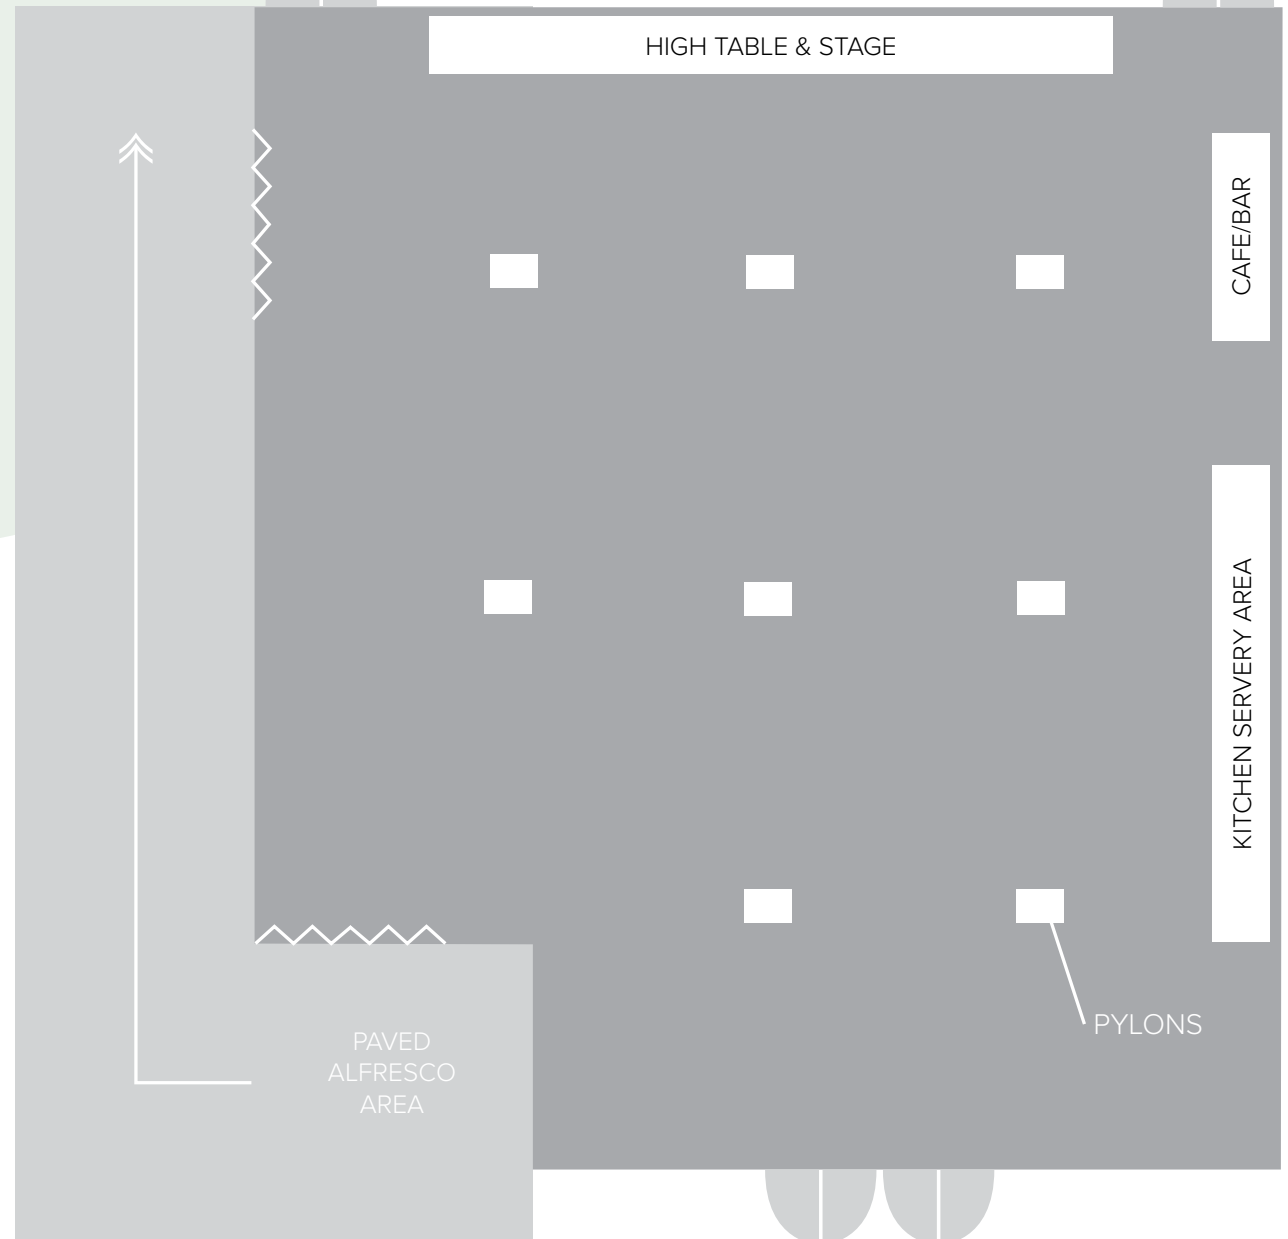 HIGH TABLE & STAGE
CAFE/BAR
KITCHEN SERVERY AREA
PYLONS
PAVED
ALFRESCO
AREA